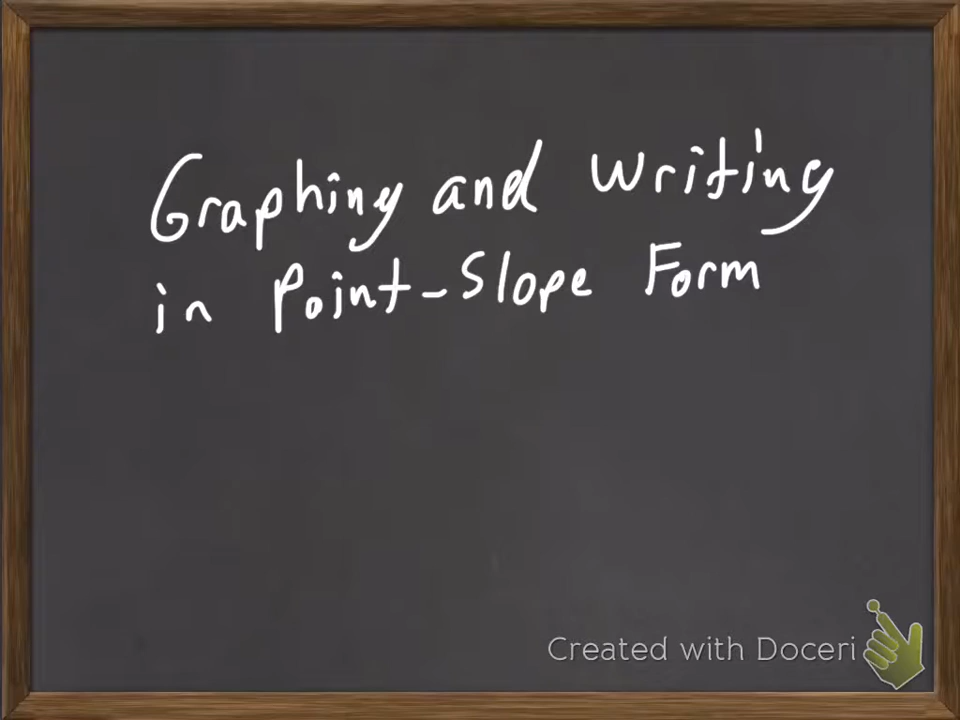 Graphing and writing
in Point-Slope Form
Created with Doceri